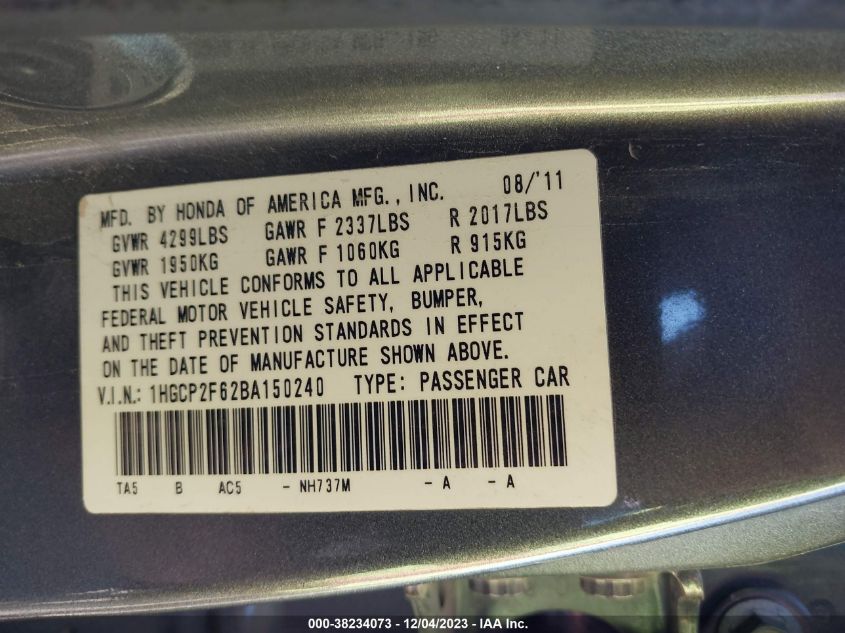 MFD. BY HONDA OF AMERICA MFG., INC. 08/'11
GVWR 4299LBS GAWR F 2337LBS R 2017LBS
GVWR 1950KG GAWR F 1060KG R 915KG
THIS VEHICLE CONFORMS TO ALL APPLICABLE
FEDERAL MOTOR VEHICLE SAFETY, BUMPER,
AND THEFT PREVENTION STANDARDS IN EFFECT
ON THE DATE OF MANUFACTURE SHOWN ABOVE.
V.I.N.: 1HGCP2F62BA150240 TYPE: PASSENGER CAR
TA5 B AC5 - NH737M - A - A
000-38234073 - 12/04/2023 - IAA Inc.